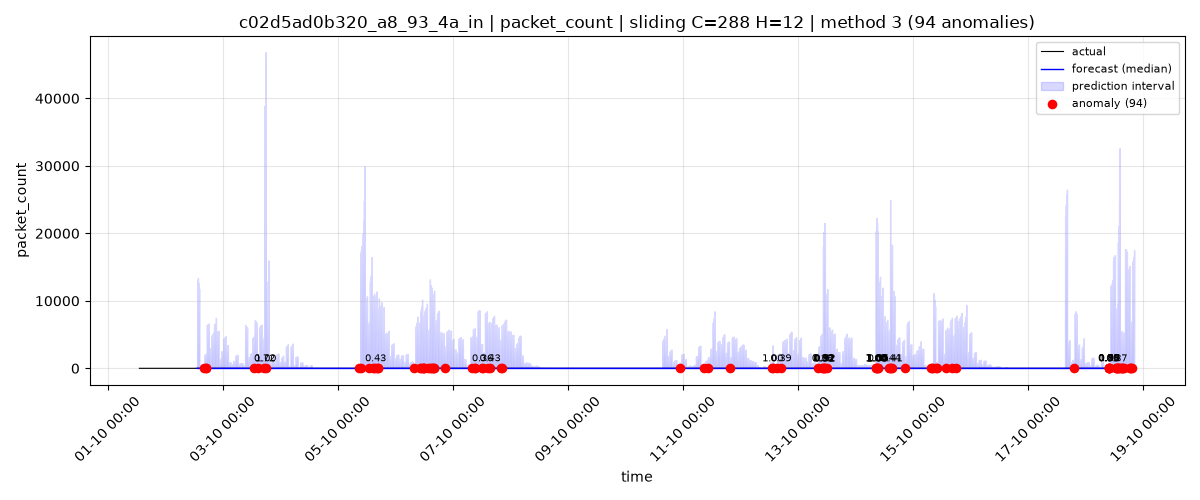 c02d5ad0b320_a8_93_4a_in | packet_count | sliding C=288 H=12 | method 3 (94 anomalies)
actual
forecast (median)
prediction interval
anomaly (94)
packet_count
40000
30000
20000
10000
0
0.43
01-10 00:00
03-10 00:00
05-10 00:00
07-10 00:00
09-10 00:00
11-10 00:00
13-10 00:00
15-10 00:00
17-10 00:00
19-10 00:00
time